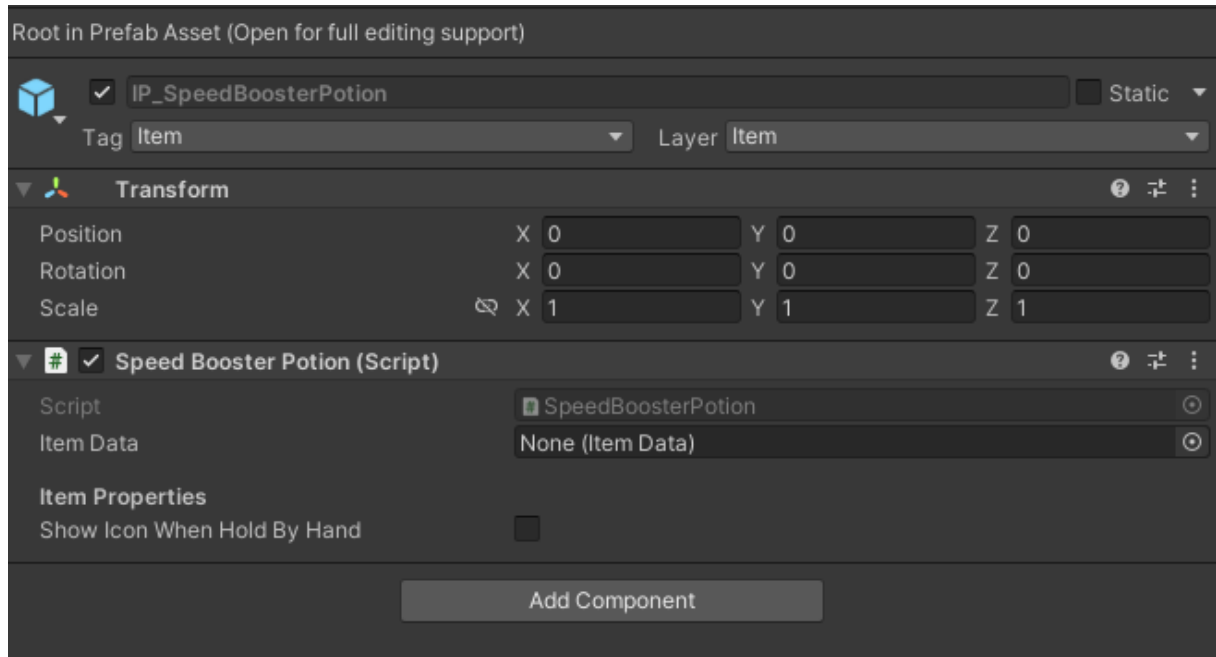 Root in Prefab Asset (Open for full editing support)
IP_SpeedBoosterPotion Static
Tag Item Layer Item
Transform
Position X 0 Y 0 Z 0
Rotation X 0 Y 0 Z 0
Scale X 1 Y 1 Z 1
# Speed Booster Potion (Script)
Script # SpeedBoosterPotion
Item Data None (Item Data)
Item Properties
Show Icon When Hold By Hand
Add Component